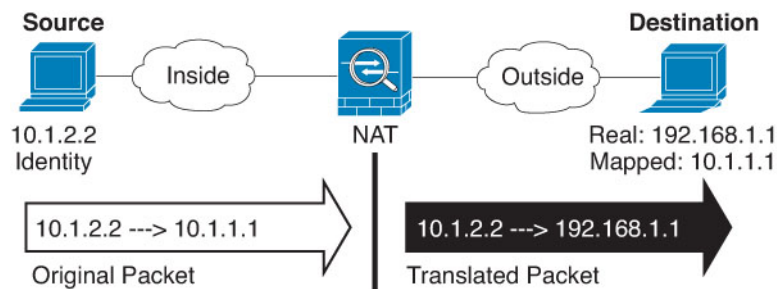 Source
Destination
Inside
Outside
10.1.2.2
Identity
NAT
Real: 192.168.1.1
Mapped: 10.1.1.1
10.1.2.2 ---> 10.1.1.1
10.1.2.2 ---> 192.168.1.1
Original Packet
Translated Packet